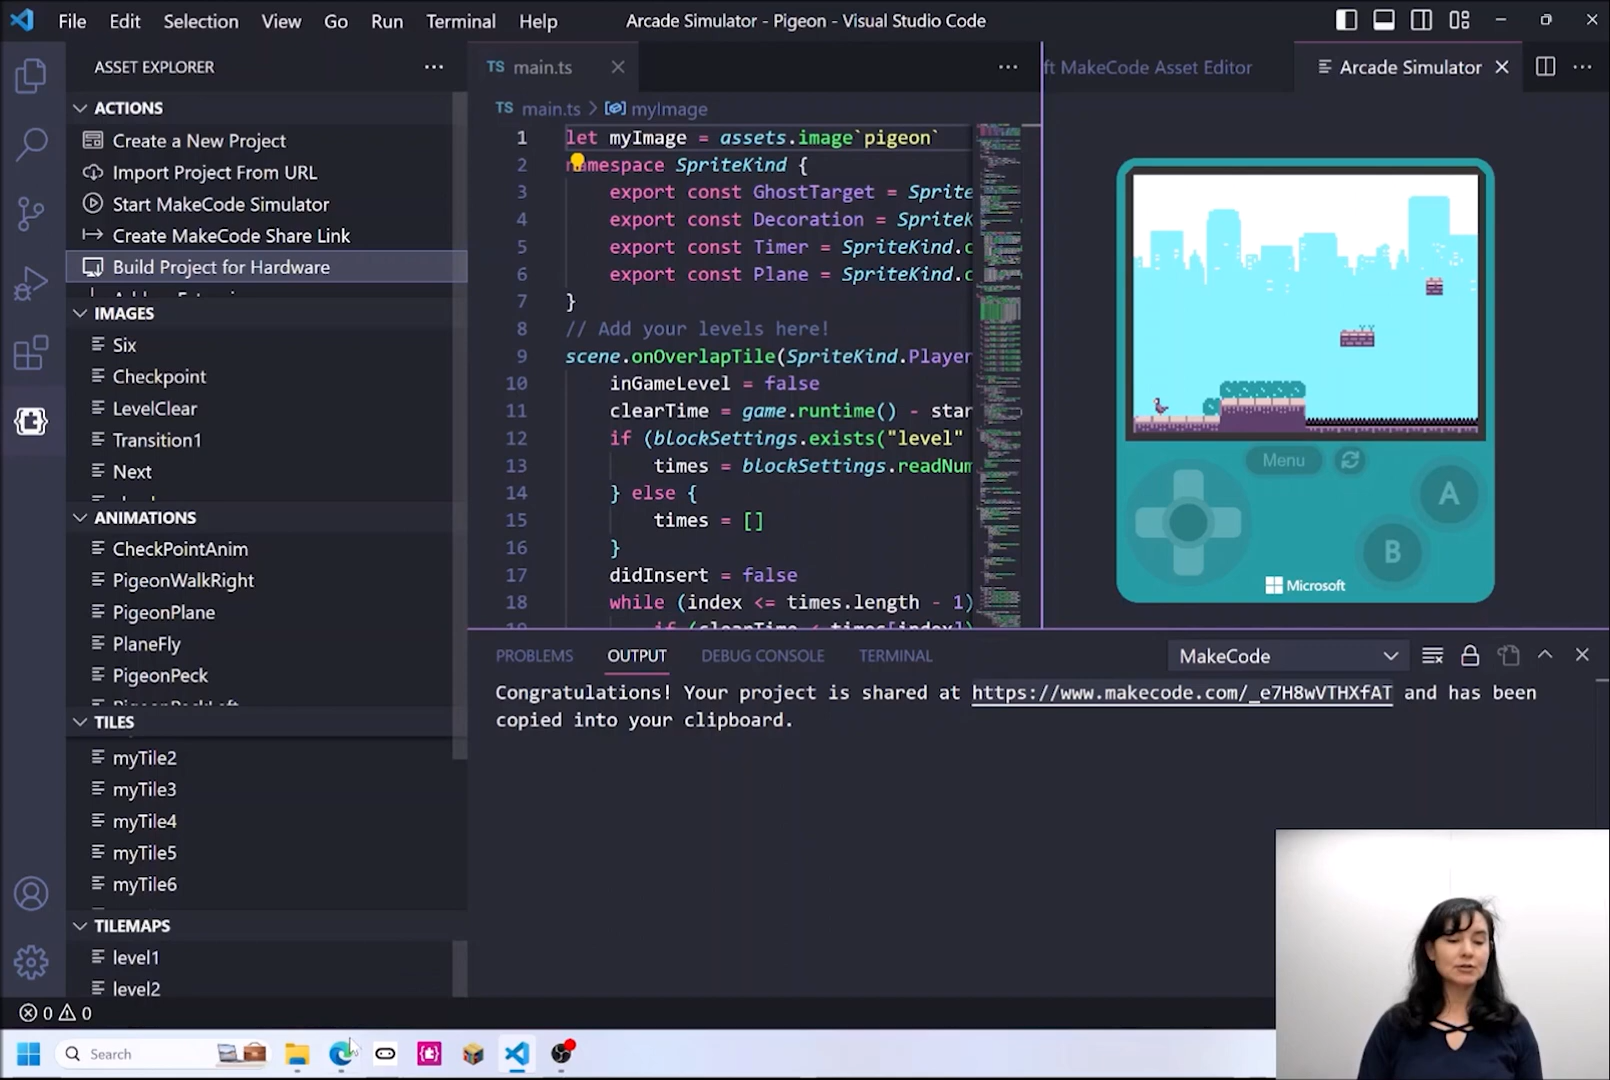 File Edit Selection View Go Run Terminal Help
Arcade Simulator - Pigeon - Visual Studio Code
ASSET EXPLORER
ACTIONS
Create a New Project
Import Project From URL
Start MakeCode Simulator
Create MakeCode Share Link
Build Project for Hardware
IMAGES
Six
Checkpoint
LevelClear
Transition1
Next
ANIMATIONS
CheckPointAnim
PigeonWalkRight
PigeonPlane
PlaneFly
PigeonPeck
TILES
myTile2
myTile3
myTile4
myTile5
myTile6
TILEMAPS
level1
level2
TS main.ts
TS main.ts > myImage
1 let myImage = assets.image`pigeon`
2 namespace SpriteKind {
3 export const GhostTarget = Sprite
4 export const Decoration = SpriteK
5 export const Timer = SpriteKind.c
6 export const Plane = SpriteKind.c
7 }
8 // Add your levels here!
9 scene.onOverlapTile(SpriteKind.Player
10 inGameLevel = false
11 clearTime = game.runtime() - star
12 if (blockSettings.exists("level"
13 times = blockSettings.readNum
14 } else {
15 times = []
16 }
17 didInsert = false
18 while (index <= times.length - 1)
ft MakeCode Asset Editor
Arcade Simulator
Menu
A
B
Microsoft
PROBLEMS OUTPUT DEBUG CONSOLE TERMINAL
MakeCode
Congratulations! Your project is shared at https://www.makecode.com/_e7H8wVTHXfAT and has been
copied into your clipboard.
0 0
Search